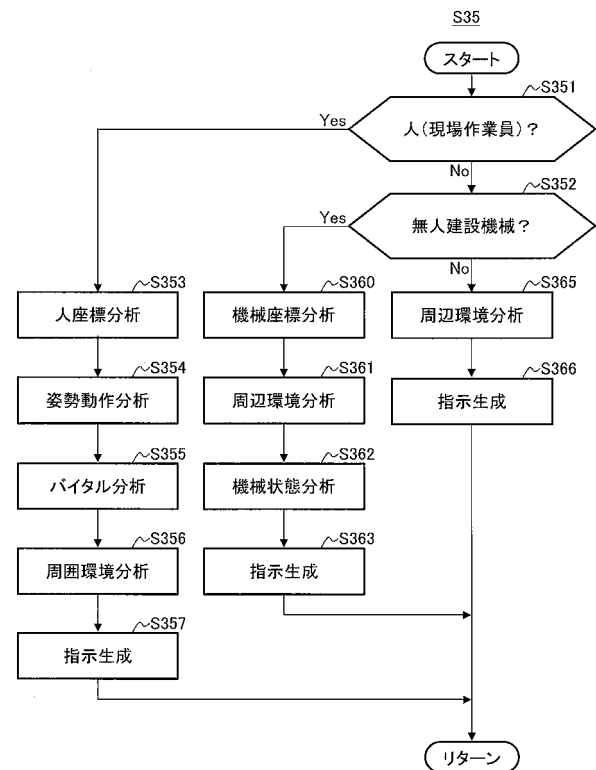 S35
スタート
S351
人(現場作業員)?
Yes
No
S352
無人建設機械?
Yes
No
S353
人座標分析
S360
機械座標分析
S365
周辺環境分析
S354
姿勢動作分析
S361
周辺環境分析
S366
指示生成
S355
バイタル分析
S362
機械状態分析
S356
周囲環境分析
S363
指示生成
S357
指示生成
リターン